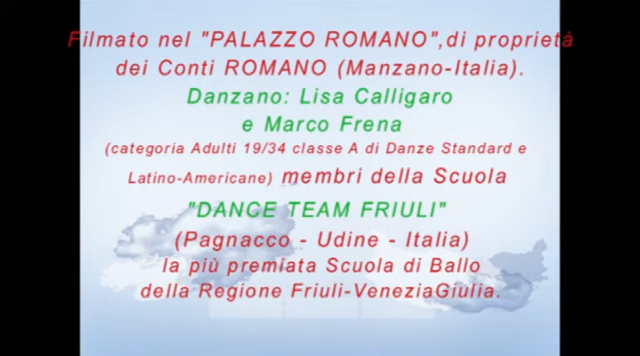 Filmato nel "PALAZZO ROMANO",di proprietà
dei Conti ROMANO (Manzano-Italia).
Danzano: Lisa Calligaro
e Marco Frena
(categoria Adulti 19/34 classe A di Danze Standard e
Latino-Americane) membri della Scuola
"DANCE TEAM FRIULI"
(Pagnacco - Udine - Italia)
la più premiata Scuola di Ballo
della Regione Friuli-VeneziaGiulia.